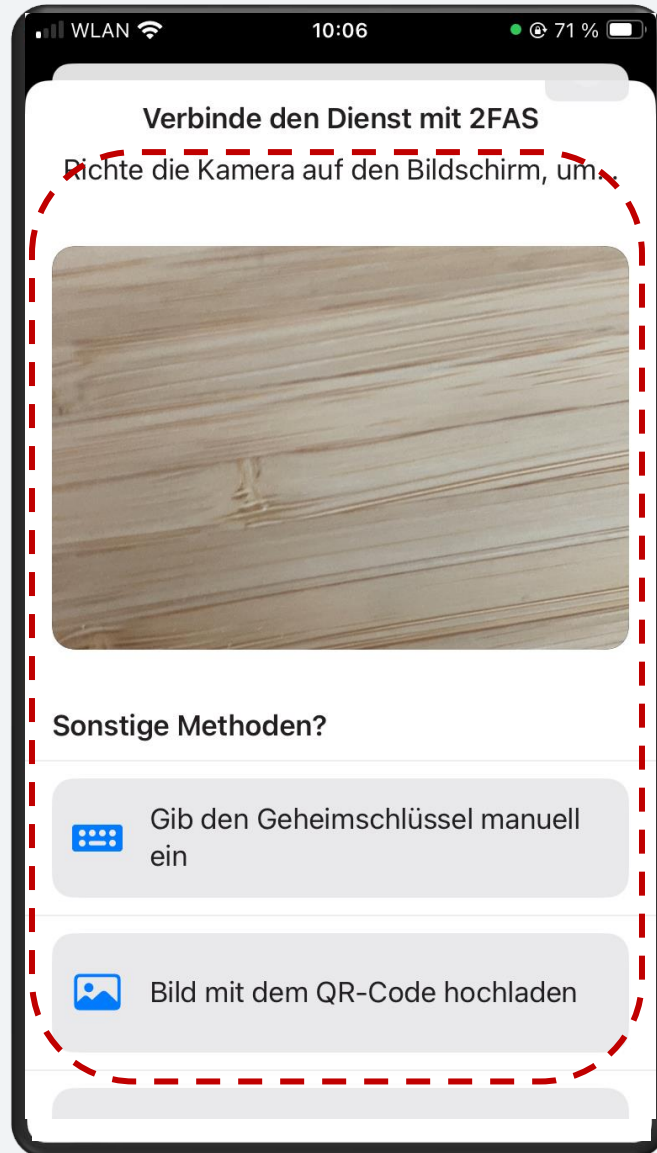 WLAN 10:06 71 %
Verbinde den Dienst mit 2FAS
Richte die Kamera auf den Bildschirm, um...
Sonstige Methoden?
Gib den Geheimschlüssel manuell
ein
Bild mit dem QR-Code hochladen